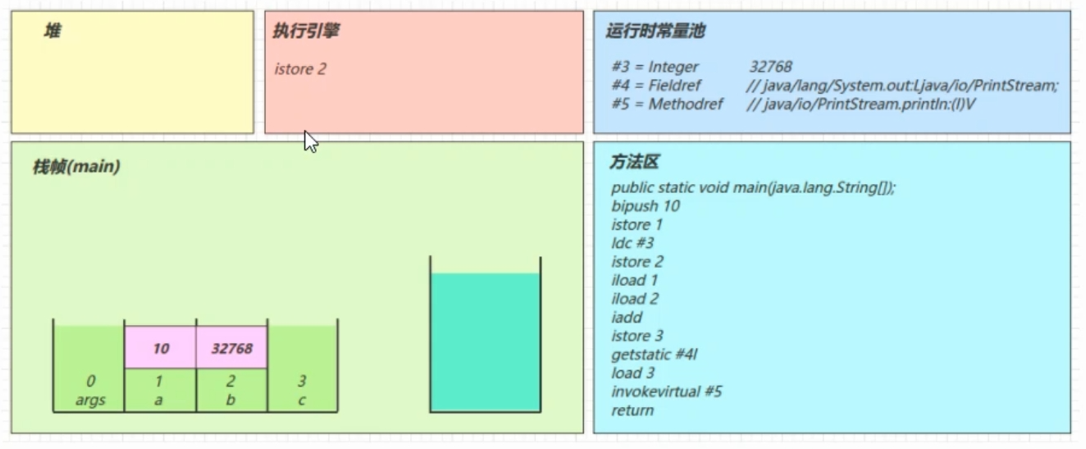 堆
执行引擎
istore 2
运行时常量池
#3 = Integer 32768
#4 = Fieldref // java/lang/System.out:Ljava/io/PrintStream;
#5 = Methodref // java/io/PrintStream.println:(I)V
栈帧(main)
10 32768
0 1 2 3
args a b c
方法区
public static void main(java.lang.String[]);
bipush 10
istore 1
ldc #3
istore 2
iload 1
iload 2
iadd
istore 3
getstatic #4I
load 3
invokevirtual #5
return